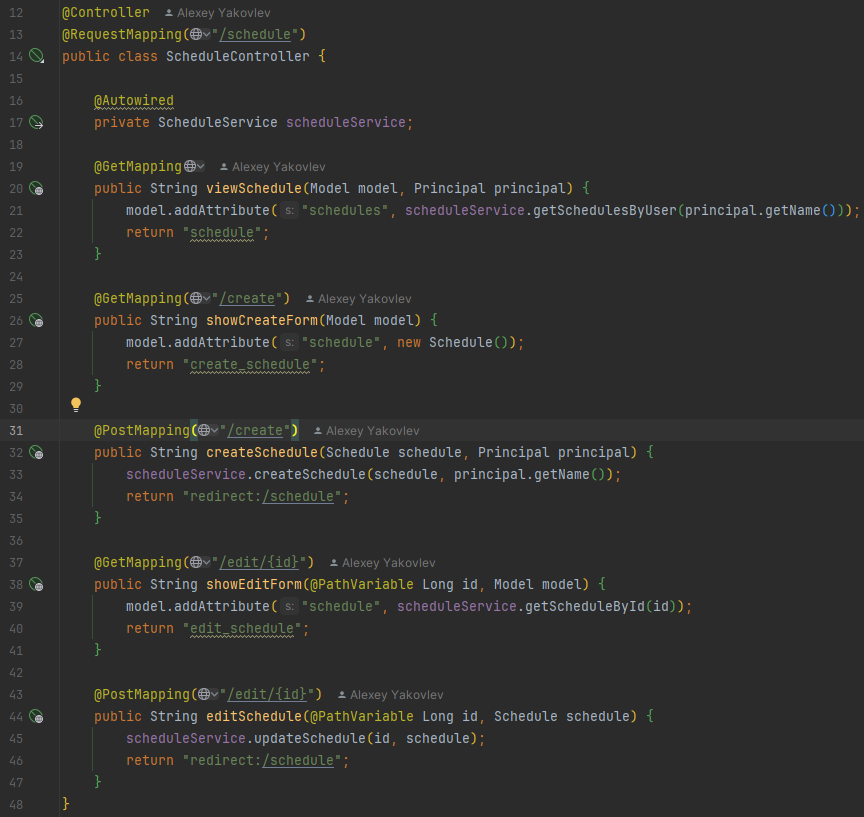 12 @Controller Alexey Yakovlev
13 @RequestMapping("/schedule")
14 public class ScheduleController {
15
16 @Autowired
17 private ScheduleService scheduleService;
18
19 @GetMapping Alexey Yakovlev
20 public String viewSchedule(Model model, Principal principal) {
21 model.addAttribute( s: "schedules", scheduleService.getSchedulesByUser(principal.getName()));
22 return "schedule";
23 }
24
25 @GetMapping("/create") Alexey Yakovlev
26 public String showCreateForm(Model model) {
27 model.addAttribute( s: "schedule", new Schedule());
28 return "create_schedule";
29 }
30
31 @PostMapping("/create") Alexey Yakovlev
32 public String createSchedule(Schedule schedule, Principal principal) {
33 scheduleService.createSchedule(schedule, principal.getName());
34 return "redirect:/schedule";
35 }
36
37 @GetMapping("/edit/{id}") Alexey Yakovlev
38 public String showEditForm(@PathVariable Long id, Model model) {
39 model.addAttribute( s: "schedule", scheduleService.getScheduleById(id));
40 return "edit_schedule";
41 }
42
43 @PostMapping("/edit/{id}") Alexey Yakovlev
44 public String editSchedule(@PathVariable Long id, Schedule schedule) {
45 scheduleService.updateSchedule(id, schedule);
46 return "redirect:/schedule";
47 }
48 }